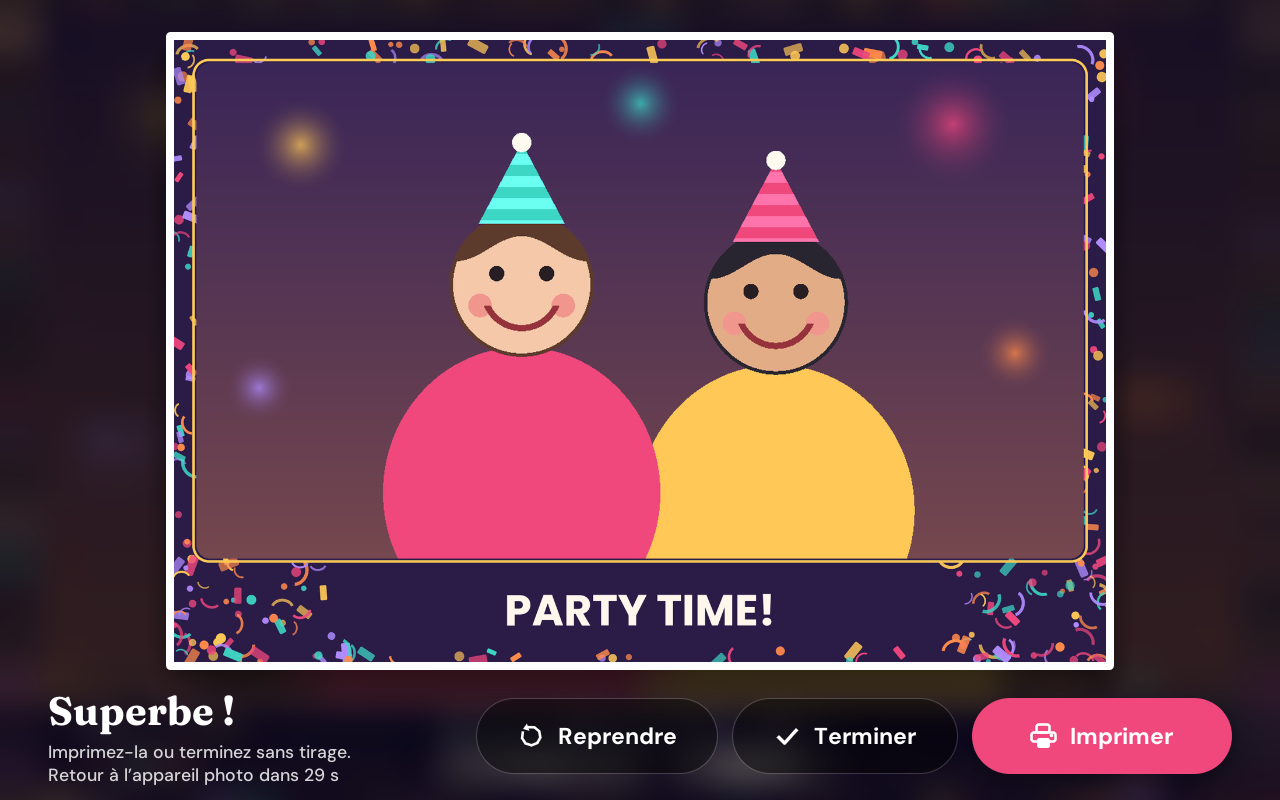 PARTY TIME!
Superbe !
Imprimez-la ou terminez sans tirage.
Retour à l’appareil photo dans 29 s
Reprendre
Terminer
Imprimer